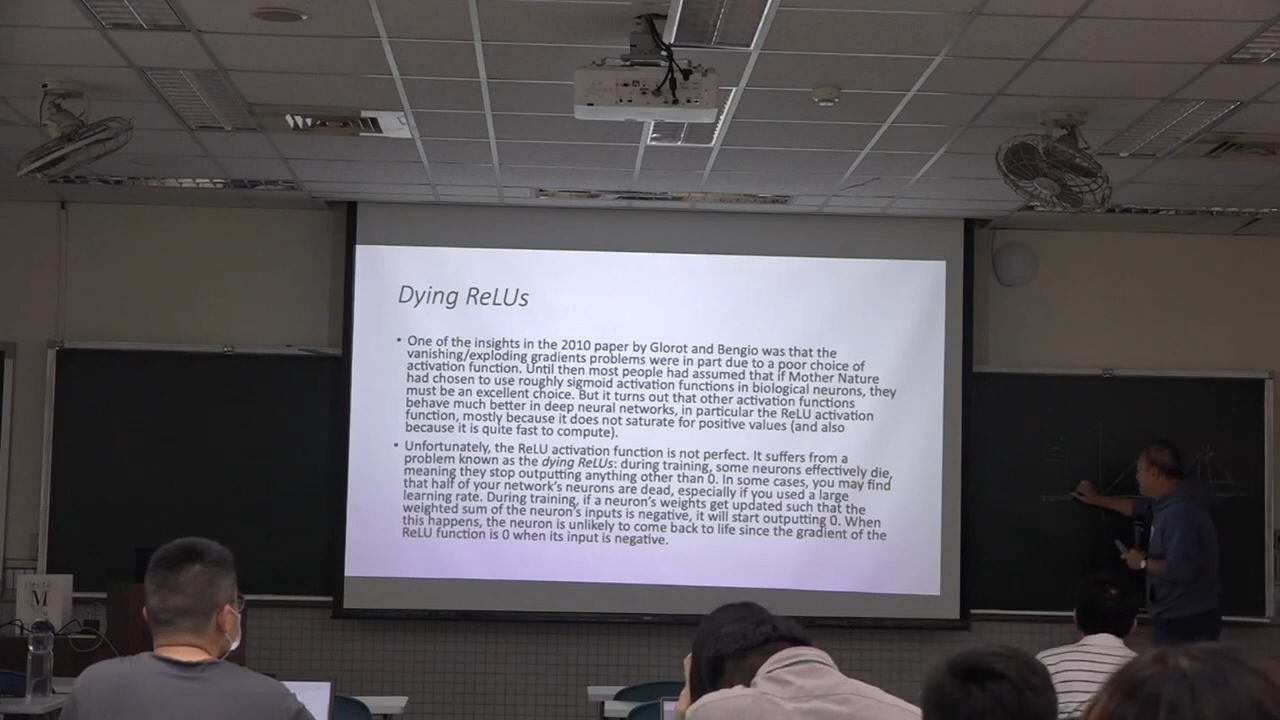 Dying ReLUs
• One of the insights in the 2010 paper by Glorot and Bengio was that the
vanishing/exploding gradients problems were in part due to a poor choice of
activation function. Until then most people had assumed that if Mother Nature
had chosen to use roughly sigmoid activation functions in biological neurons, they
must be an excellent choice. But it turns out that other activation functions
behave much better in deep neural networks, in particular the ReLU activation
function, mostly because it does not saturate for positive values (and also
because it is quite fast to compute).
• Unfortunately, the ReLU activation function is not perfect. It suffers from a
problem known as the dying ReLUs: during training, some neurons effectively die,
meaning they stop outputting anything other than 0. In some cases, you may find
that half of your network's neurons are dead, especially if you used a large
learning rate. During training, if a neuron's weights get updated such that the
weighted sum of the neuron's inputs is negative, it will start outputting 0. When
this happens, the neuron is unlikely to come back to life since the gradient of the
ReLU function is 0 when its input is negative.
M